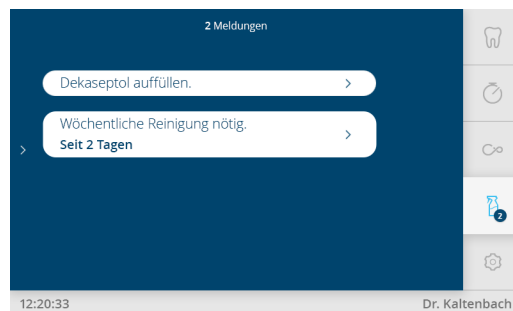 2 Meldungen
Dekaseptol auffüllen.
Wöchentliche Reinigung nötig.
Seit 2 Tagen
2
12:20:33
Dr. Kaltenbach